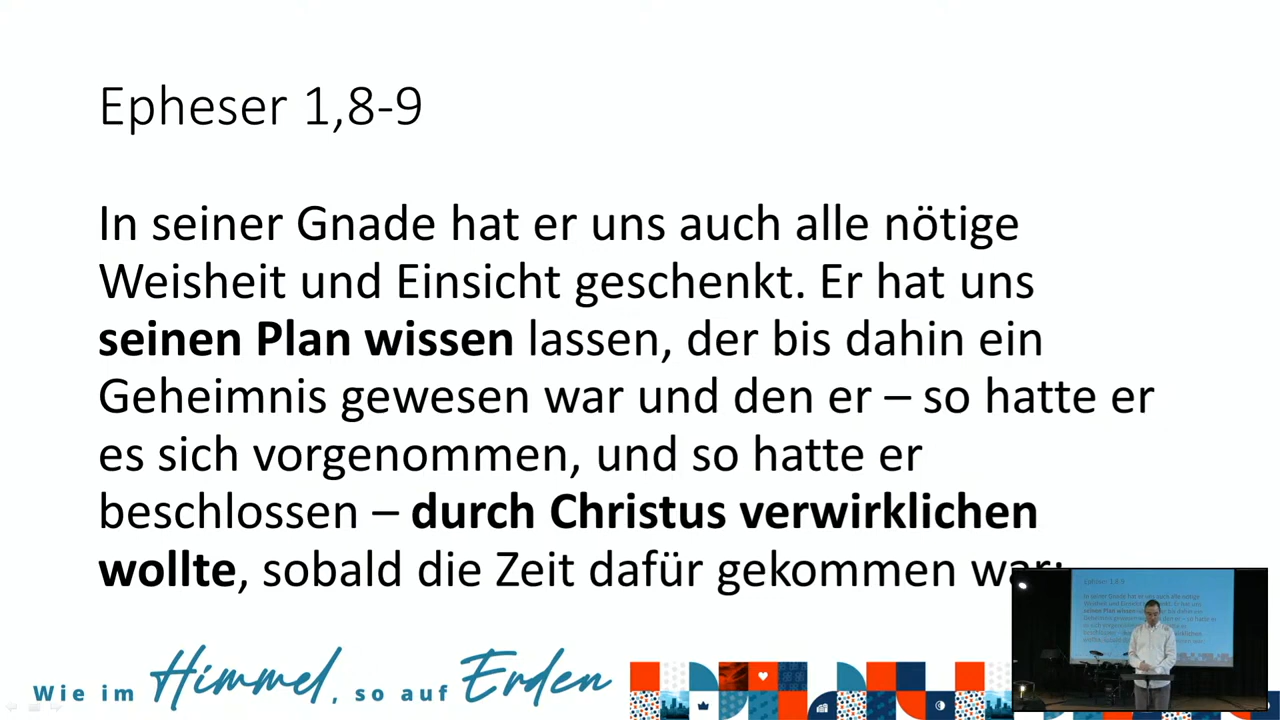 Epheser 1,8-9
In seiner Gnade hat er uns auch alle nötige
Weisheit und Einsicht geschenkt. Er hat uns
seinen Plan wissen lassen, der bis dahin ein
Geheimnis gewesen war und den er – so hatte er
es sich vorgenommen, und so hatte er
beschlossen – durch Christus verwirklichen
wollte, sobald die Zeit dafür gekommen war:
Wie im Himmel, so auf Erden